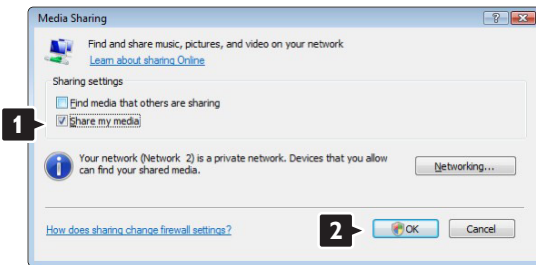 Media Sharing
Find and share music, pictures, and video on your network
Learn about sharing Online
Sharing settings
Find media that others are sharing
1
Share my media
Your network (Network 2) is a private network. Devices that you allow
can find your shared media.
Networking...
How does sharing change firewall settings?
2
OK
Cancel